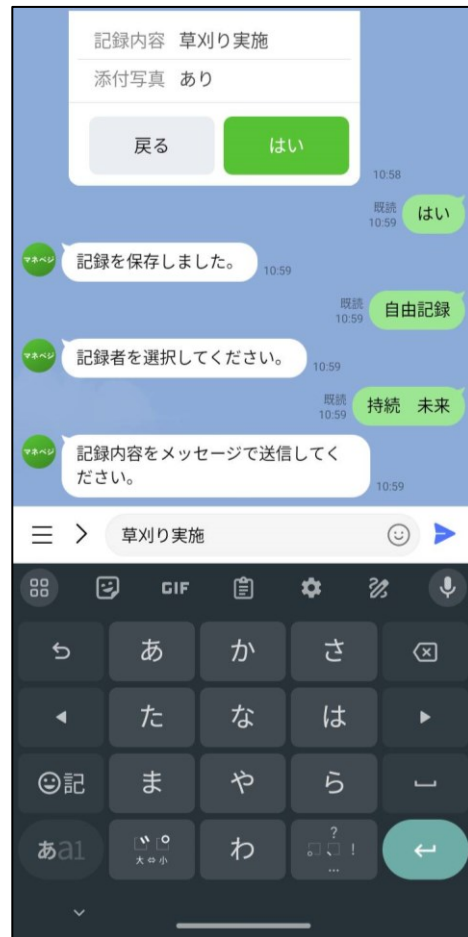 記録内容 草刈り実施
添付写真 あり
戻る はい
10:58
既読
10:59 はい
マネベジ 記録を保存しました。 10:59
既読
10:59 自由記録
マネベジ 記録者を選択してください。 10:59
既読
10:59 持続 未来
マネベジ 記録内容をメッセージで送信してく
ださい。 10:59
草刈り実施
GIF
あ か さ
た な は
記 ま や ら
あa1 大⇔小 わ 。、?!…